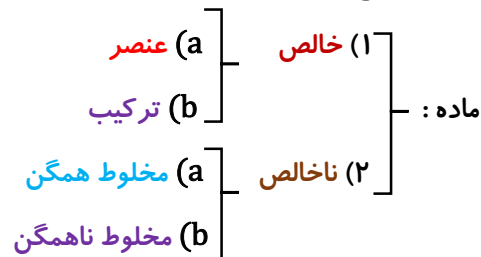 ماده :
۱) خالص
a) عنصر
b) ترکیب
۲) ناخالص
a) مخلوط همگن
b) مخلوط ناهمگن